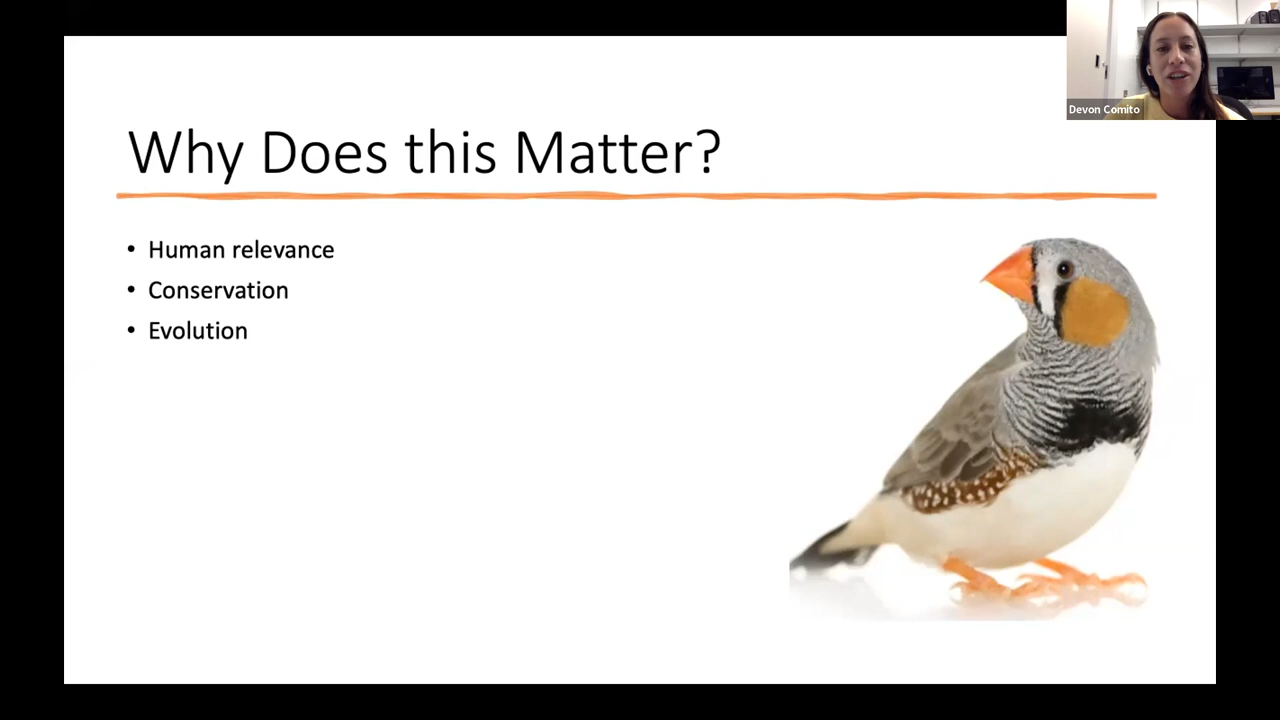 Devon Comito
Why Does this Matter?
• Human relevance
• Conservation
• Evolution